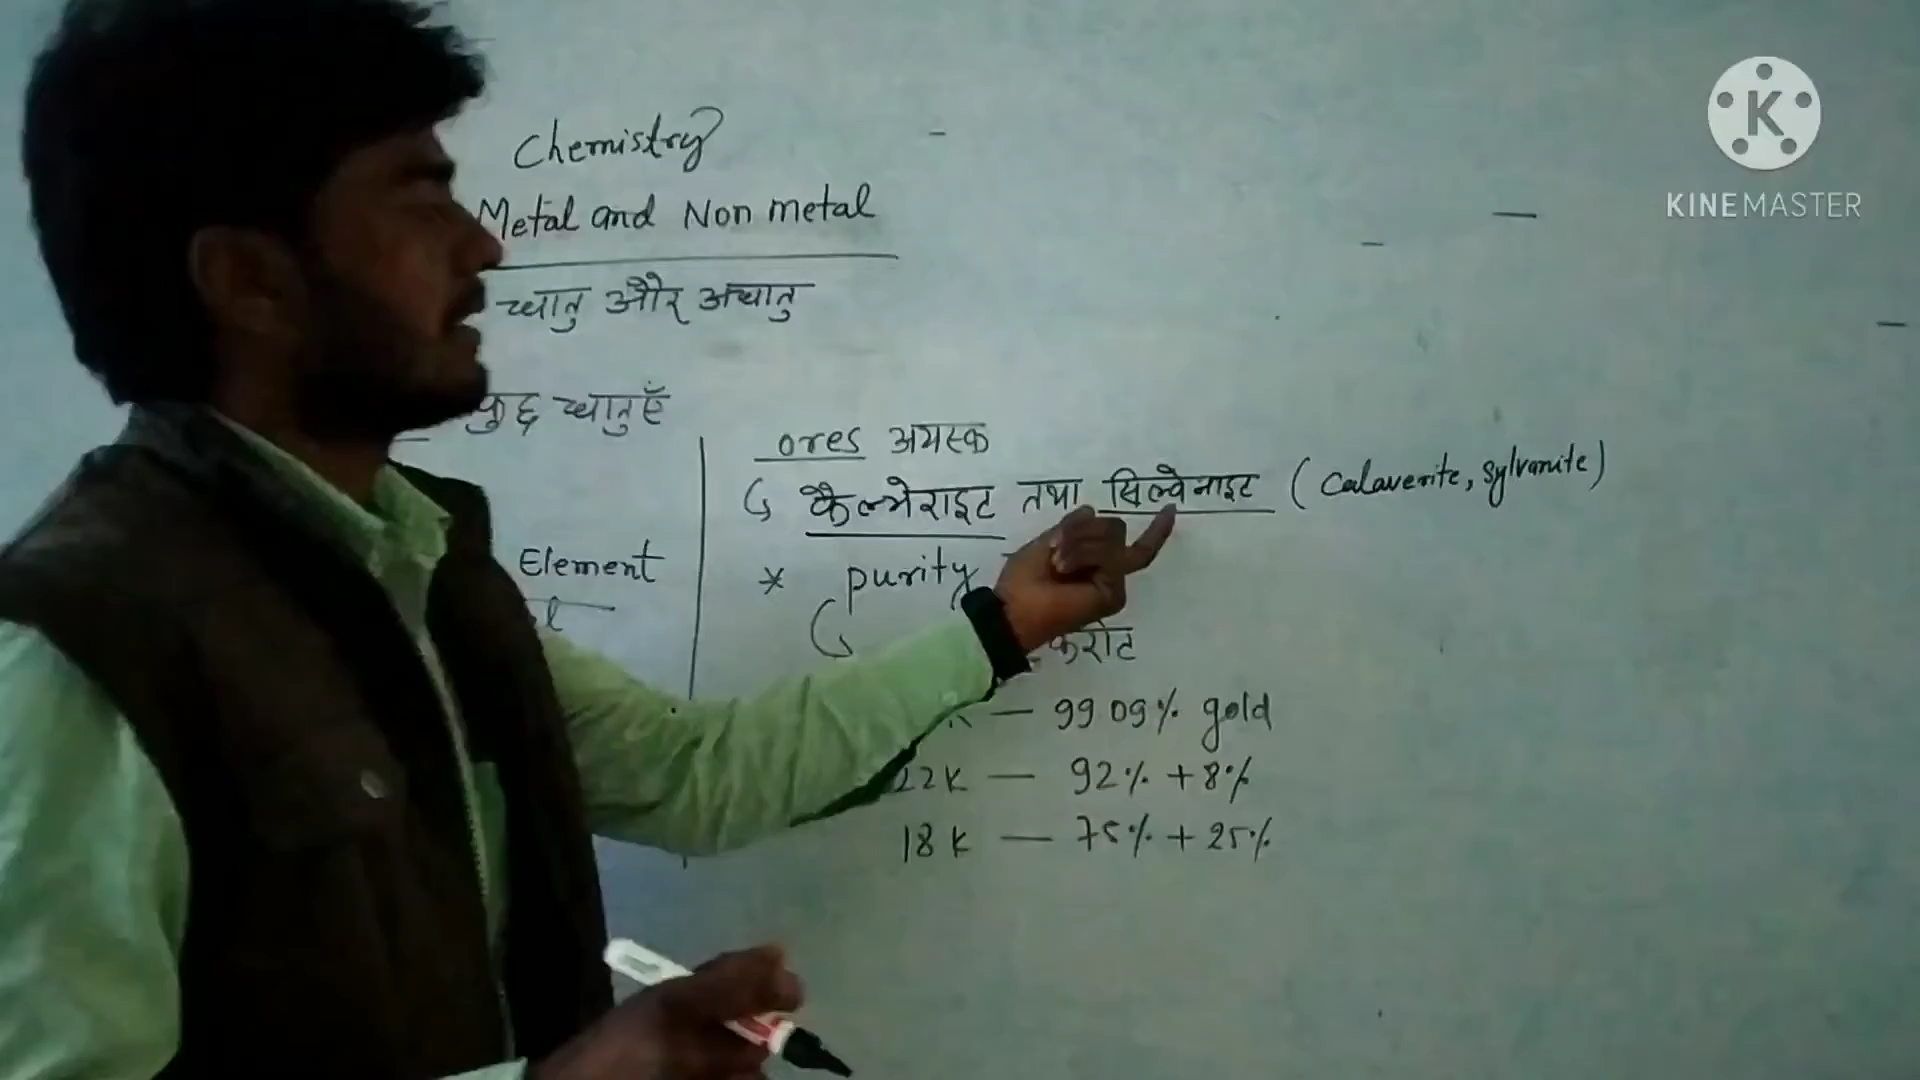 Chemistry
Metal and Non metal
धातु और अधातु
कुछ धातुएँ
ores अयस्क
कैल्भेराइट तथा सिल्वेनाइट (Calaverite, Sylvanite)
Element
* purity
करोट
— 99 09% gold
22K — 92% + 8%
18K — 75% + 25%
K
KINEMASTER